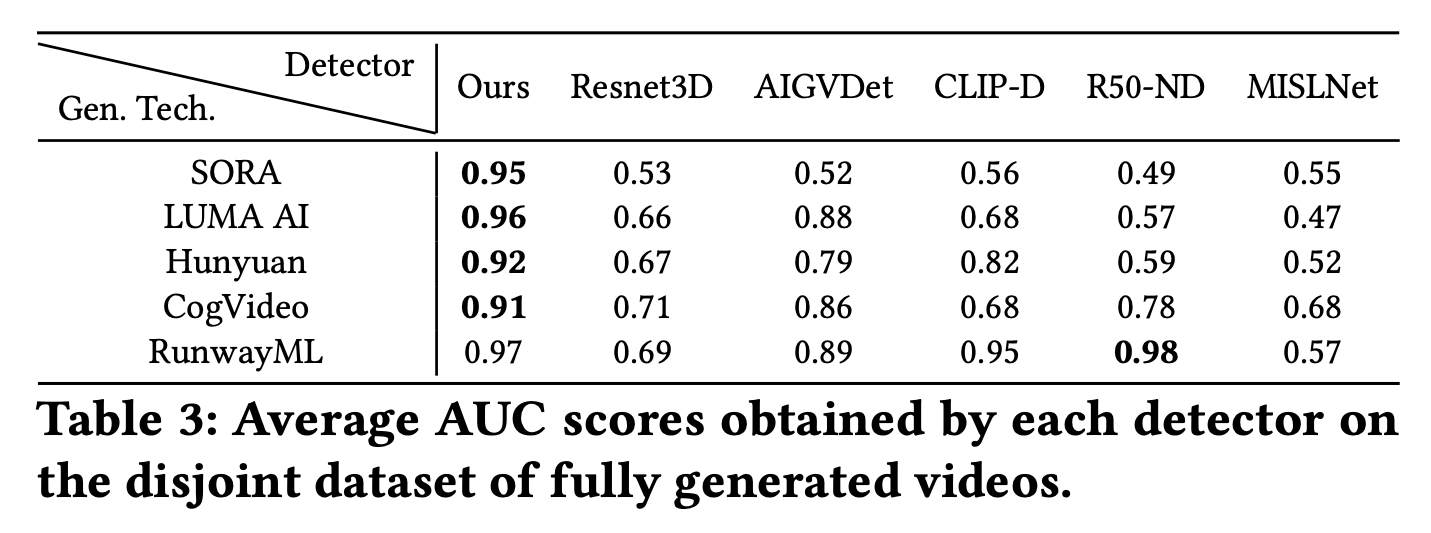 Detector
Gen. Tech.
Ours Resnet3D AIGVDet CLIP-D R50-ND MISLNet
SORA 0.95 0.53 0.52 0.56 0.49 0.55
LUMA AI 0.96 0.66 0.88 0.68 0.57 0.47
Hunyuan 0.92 0.67 0.79 0.82 0.59 0.52
CogVideo 0.91 0.71 0.86 0.68 0.78 0.68
RunwayML 0.97 0.69 0.89 0.95 0.98 0.57
Table 3: Average AUC scores obtained by each detector on
the disjoint dataset of fully generated videos.